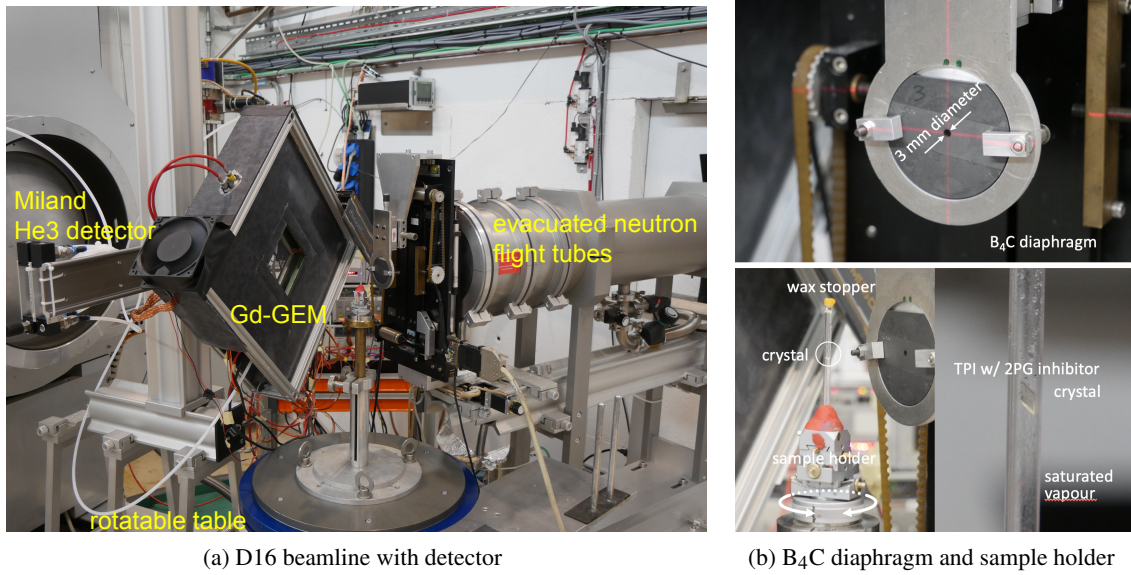 Miland
He3 detector
Gd-GEM
evacuated neutron
flight tubes
rotatable table
(a) D16 beamline with detector
3
3 mm diameter
B₄C diaphragm
wax stopper
crystal
sample holder
TPI w/ 2PG inhibitor
crystal
saturated
vapour
(b) B₄C diaphragm and sample holder